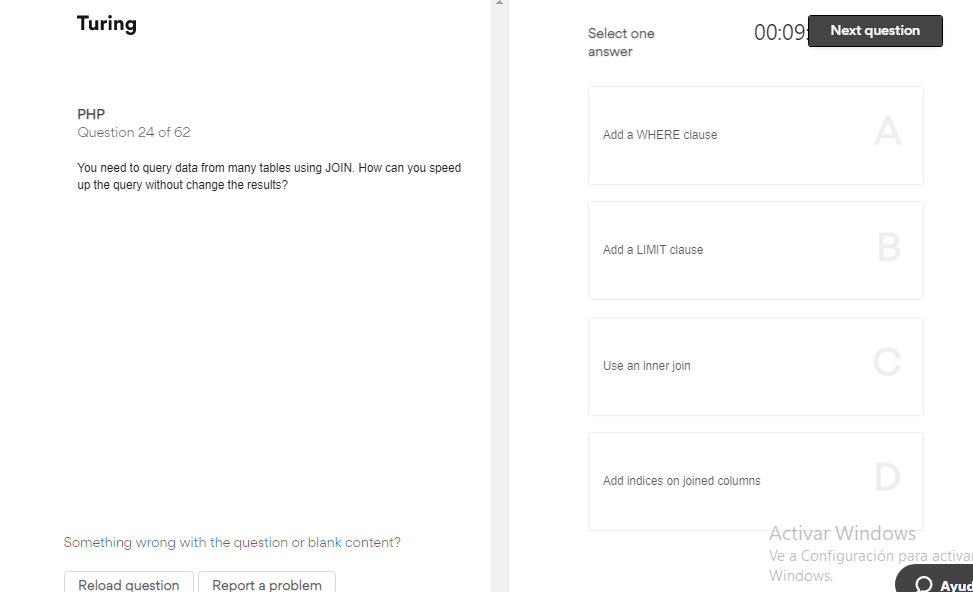 Turing
PHP
Question 24 of 62
You need to query data from many tables using JOIN. How can you speed
up the query without change the results?
Something wrong with the question or blank content?
Reload question
Report a problem
Select one
answer
00:09:
Next question
Add a WHERE clause
A
Add a LIMIT clause
B
Use an inner join
C
Add indices on joined columns
D
Activar Windows
Ve a Configuración para activar
Windows.